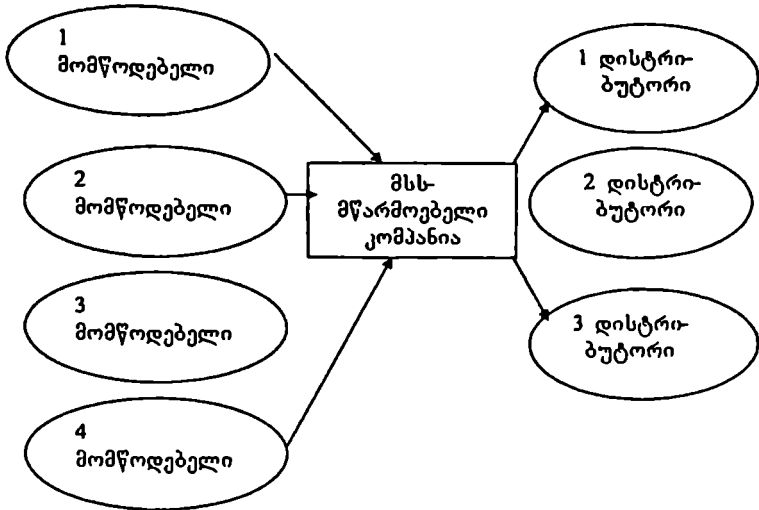 1
მომწოდებელი
2
მომწოდებელი
3
მომწოდებელი
4
მომწოდებელი
მსს-
მწარმოებელი
კომპანია
1 დისტრი-
ბუტორი
2 დისტრი-
ბუტორი
3 დისტრი-
ბუტორი